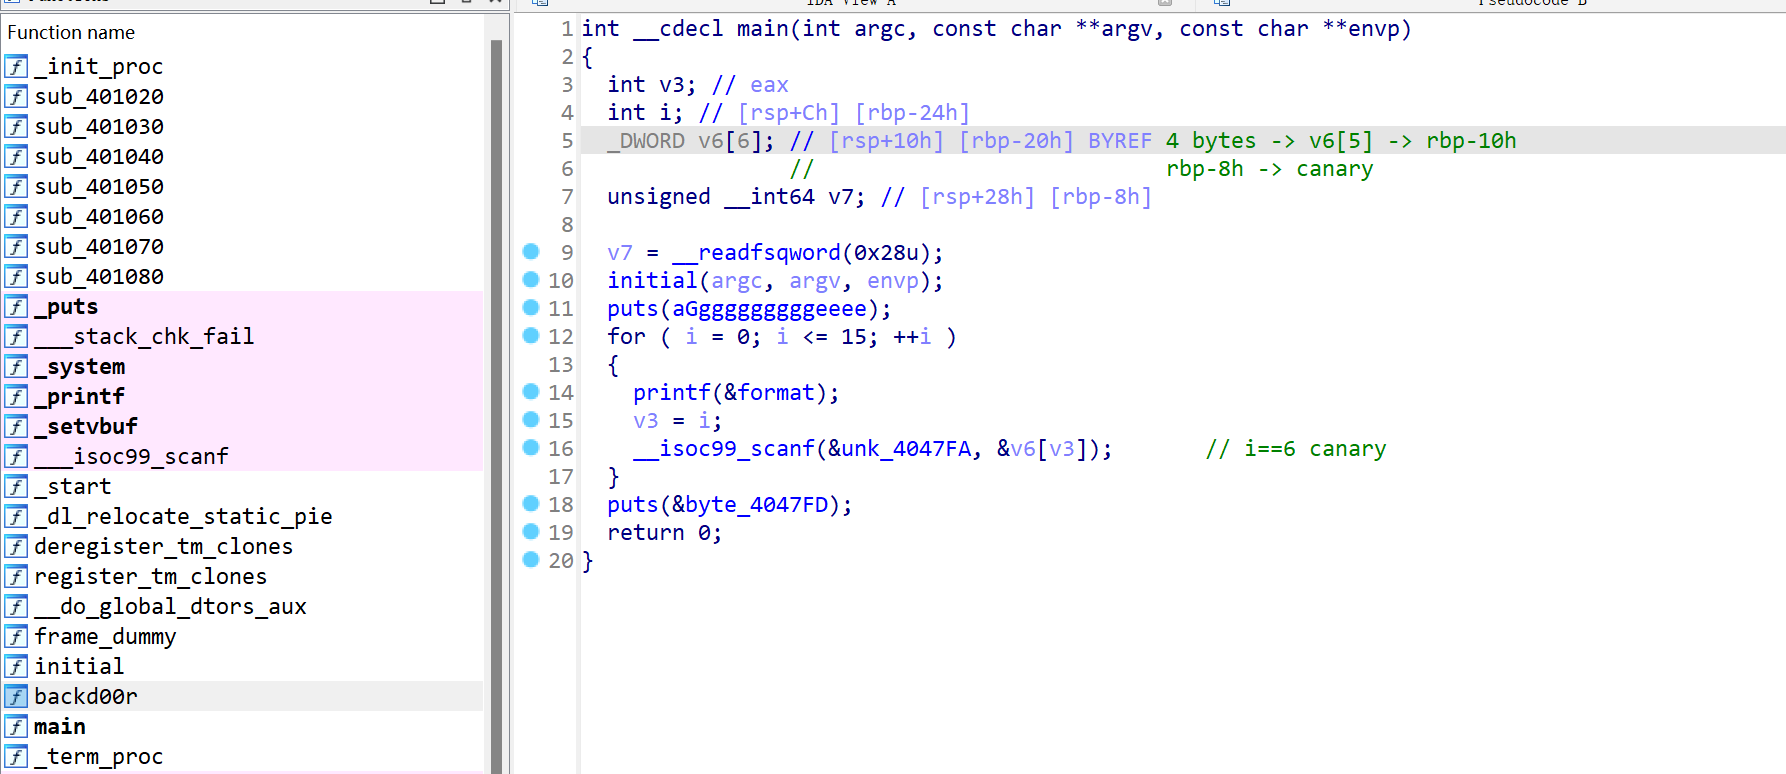 IDA View-A
Pseudocode-B
Function name
_init_proc
sub_401020
sub_401030
sub_401040
sub_401050
sub_401060
sub_401070
sub_401080
_puts
___stack_chk_fail
_system
_printf
_setvbuf
___isoc99_scanf
_start
_dl_relocate_static_pie
deregister_tm_clones
register_tm_clones
__do_global_dtors_aux
frame_dummy
initial
backd00r
main
_term_proc
1 int __cdecl main(int argc, const char **argv, const char **envp)
2 {
3 int v3; // eax
4 int i; // [rsp+Ch] [rbp-24h]
5 _DWORD v6[6]; // [rsp+10h] [rbp-20h] BYREF 4 bytes -> v6[5] -> rbp-10h
6 // rbp-8h -> canary
7 unsigned __int64 v7; // [rsp+28h] [rbp-8h]
8
9 v7 = __readfsqword(0x28u);
10 initial(argc, argv, envp);
11 puts(aGggggggggggeeee);
12 for ( i = 0; i <= 15; ++i )
13 {
14 printf(&format);
15 v3 = i;
16 __isoc99_scanf(&unk_4047FA, &v6[v3]); // i==6 canary
17 }
18 puts(&byte_4047FD);
19 return 0;
20 }